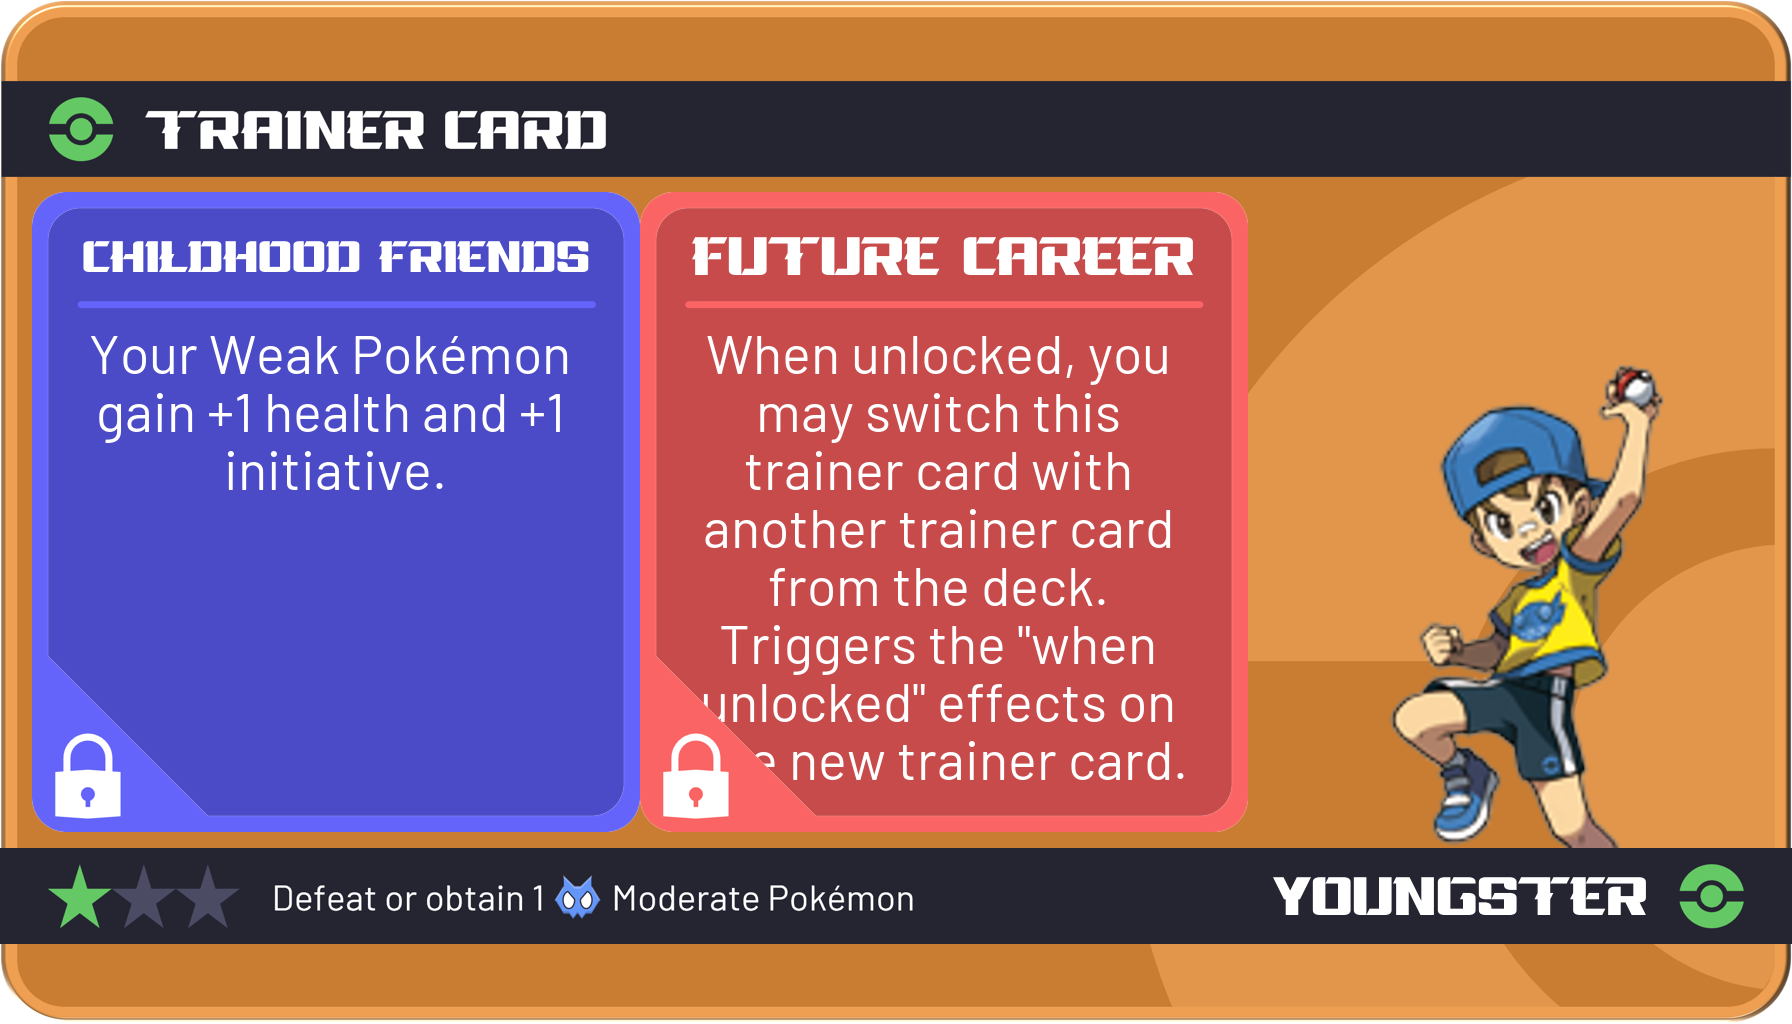 TRAINER CARD
CHILDHOOD FRIENDS
Your Weak Pokémon
gain +1 health and +1
initiative.
FUTURE CAREER
When unlocked, you
may switch this
trainer card with
another trainer card
from the deck.
Triggers the "when
unlocked" effects on
new trainer card.
Defeat or obtain 1 Moderate Pokémon
YOUNGSTER